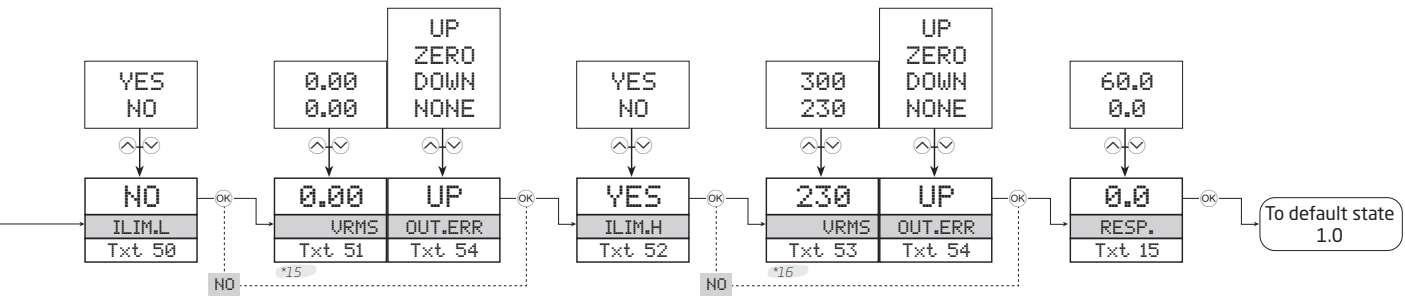 YES
NO
NO
ILIM.L
Txt 50
OK
NO
0.00
0.00
0.00
VRMS
Txt 51
*15
UP
ZERO
DOWN
NONE
UP
OUT.ERR
Txt 54
OK
YES
NO
YES
ILIM.H
Txt 52
OK
NO
300
230
230
VRMS
Txt 53
*16
UP
ZERO
DOWN
NONE
UP
OUT.ERR
Txt 54
OK
60.0
0.0
0.0
RESP.
Txt 15
OK
To default state
1.0